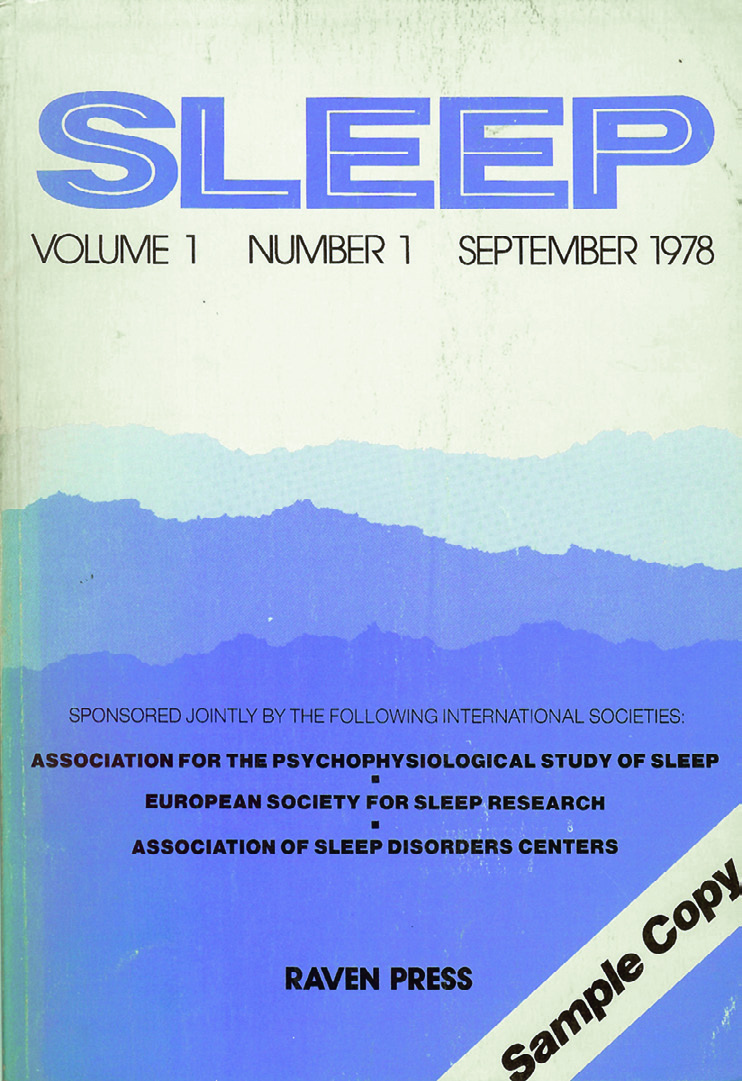 SLEEP
VOLUME 1 NUMBER 1 SEPTEMBER 1978
SPONSORED JOINTLY BY THE FOLLOWING INTERNATIONAL SOCIETIES:
ASSOCIATION FOR THE PSYCHOPHYSIOLOGICAL STUDY OF SLEEP
EUROPEAN SOCIETY FOR SLEEP RESEARCH
ASSOCIATION OF SLEEP DISORDERS CENTERS
RAVEN PRESS
Sample Copy